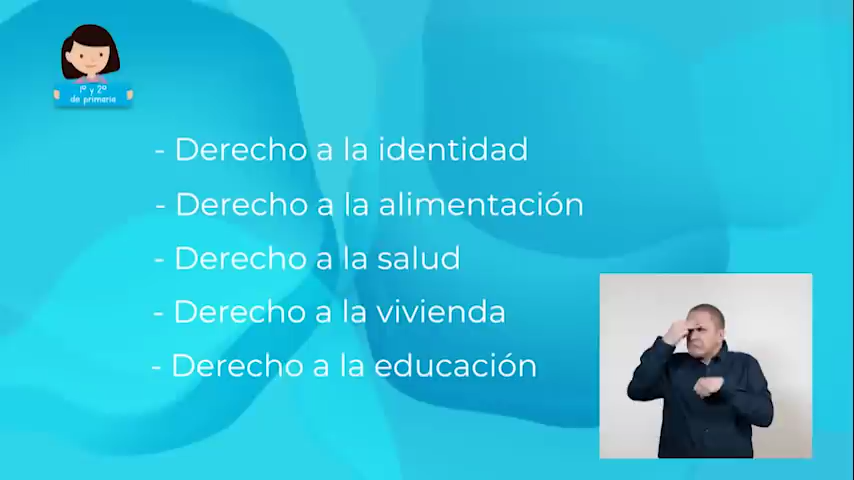 1º y 2º
de primaria
- Derecho a la identidad
- Derecho a la alimentación
- Derecho a la salud
- Derecho a la vivienda
- Derecho a la educación